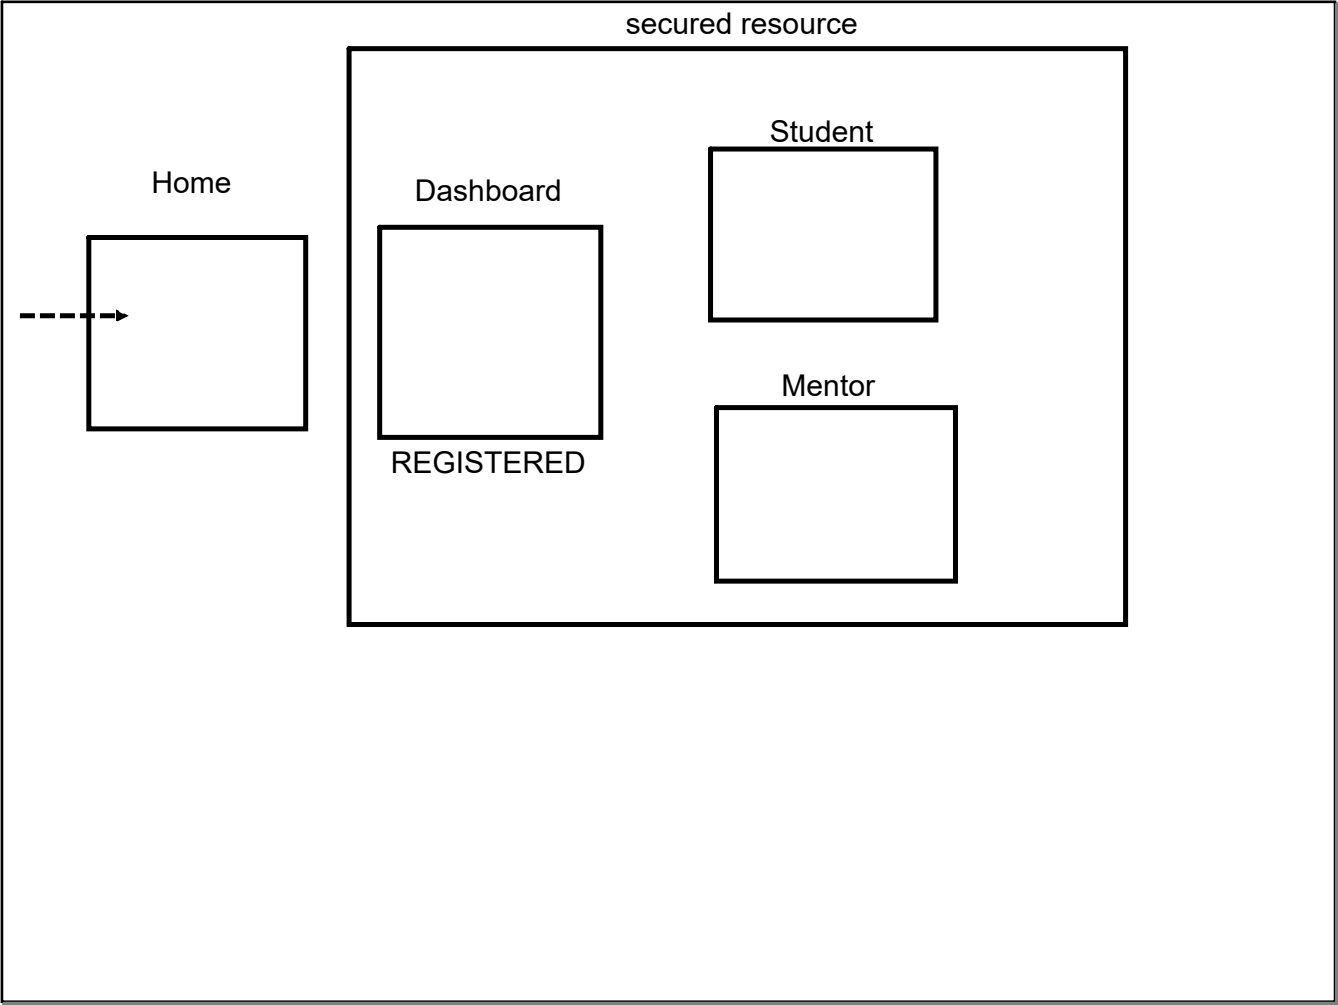 secured resource
Student
Home
Dashboard
Mentor
REGISTERED